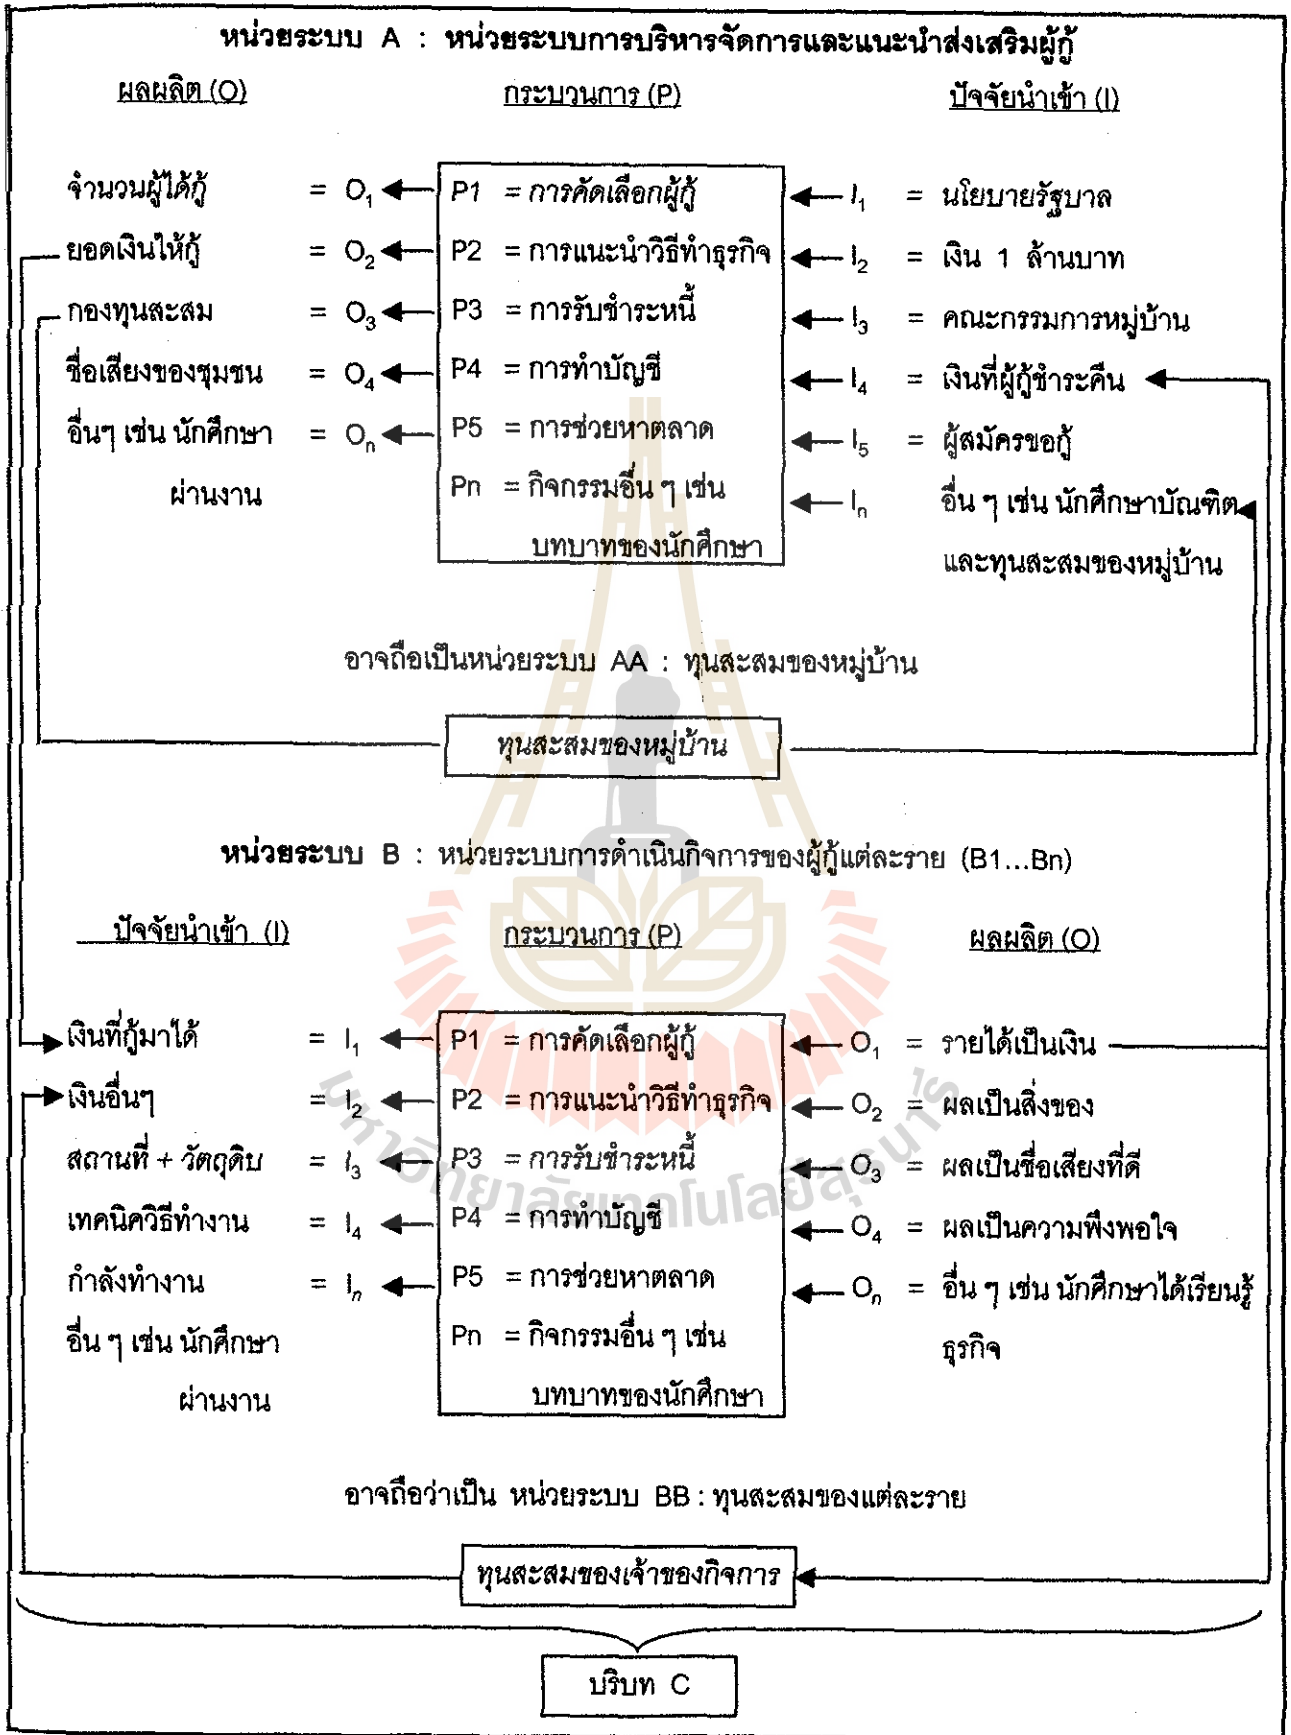 หน่วยระบบ A : หน่วยระบบการบริหารจัดการและแนะนำส่งเสริมผู้กู้
ผลผลิต (O) กระบวนการ (P) ปัจจัยนำเข้า (I)
จำนวนผู้ได้กู้ = O1 P1 = การคัดเลือกผู้กู้ I1 = นโยบายรัฐบาล
ยอดเงินให้กู้ = O2 P2 = การแนะนำวิธีทำธุรกิจ I2 = เงิน 1 ล้านบาท
กองทุนสะสม = O3 P3 = การรับชำระหนี้ I3 = คณะกรรมการหมู่บ้าน
ชื่อเสียงของชุมชน = O4 P4 = การทำบัญชี I4 = เงินที่ผู้กู้ชำระคืน
อื่นๆ เช่น นักศึกษา = On P5 = การช่วยหาตลาด I5 = ผู้สมัครขอกู้
ผ่านงาน Pn = กิจกรรมอื่น ๆ เช่น In อื่น ๆ เช่น นักศึกษาบัณฑิต
บทบาทของนักศึกษา และทุนสะสมของหมู่บ้าน
อาจถือเป็นหน่วยระบบ AA : ทุนสะสมของหมู่บ้าน
ทุนสะสมของหมู่บ้าน
หน่วยระบบ B : หน่วยระบบการดำเนินกิจการของผู้กู้แต่ละราย (B1...Bn)
ปัจจัยนำเข้า (I) กระบวนการ (P) ผลผลิต (O)
เงินที่กู้มาได้ = I1 P1 = การคัดเลือกผู้กู้ O1 = รายได้เป็นเงิน
เงินอื่นๆ = I2 P2 = การแนะนำวิธีทำธุรกิจ O2 = ผลเป็นสิ่งของ
สถานที่ + วัตถุดิบ = I3 P3 = การรับชำระหนี้ O3 = ผลเป็นชื่อเสียงที่ดี
เทคนิควิธีทำงาน = I4 P4 = การทำบัญชี O4 = ผลเป็นความพึงพอใจ
กำลังทำงาน = In P5 = การช่วยหาตลาด On = อื่น ๆ เช่น นักศึกษาได้เรียนรู้
อื่น ๆ เช่น นักศึกษา Pn = กิจกรรมอื่น ๆ เช่น ธุรกิจ
ผ่านงาน บทบาทของนักศึกษา
มหาวิทยาลัยเทคโนโลยีสุรนารี
อาจถือว่าเป็น หน่วยระบบ BB : ทุนสะสมของแต่ละราย
ทุนสะสมของเจ้าของกิจการ
บริบท C